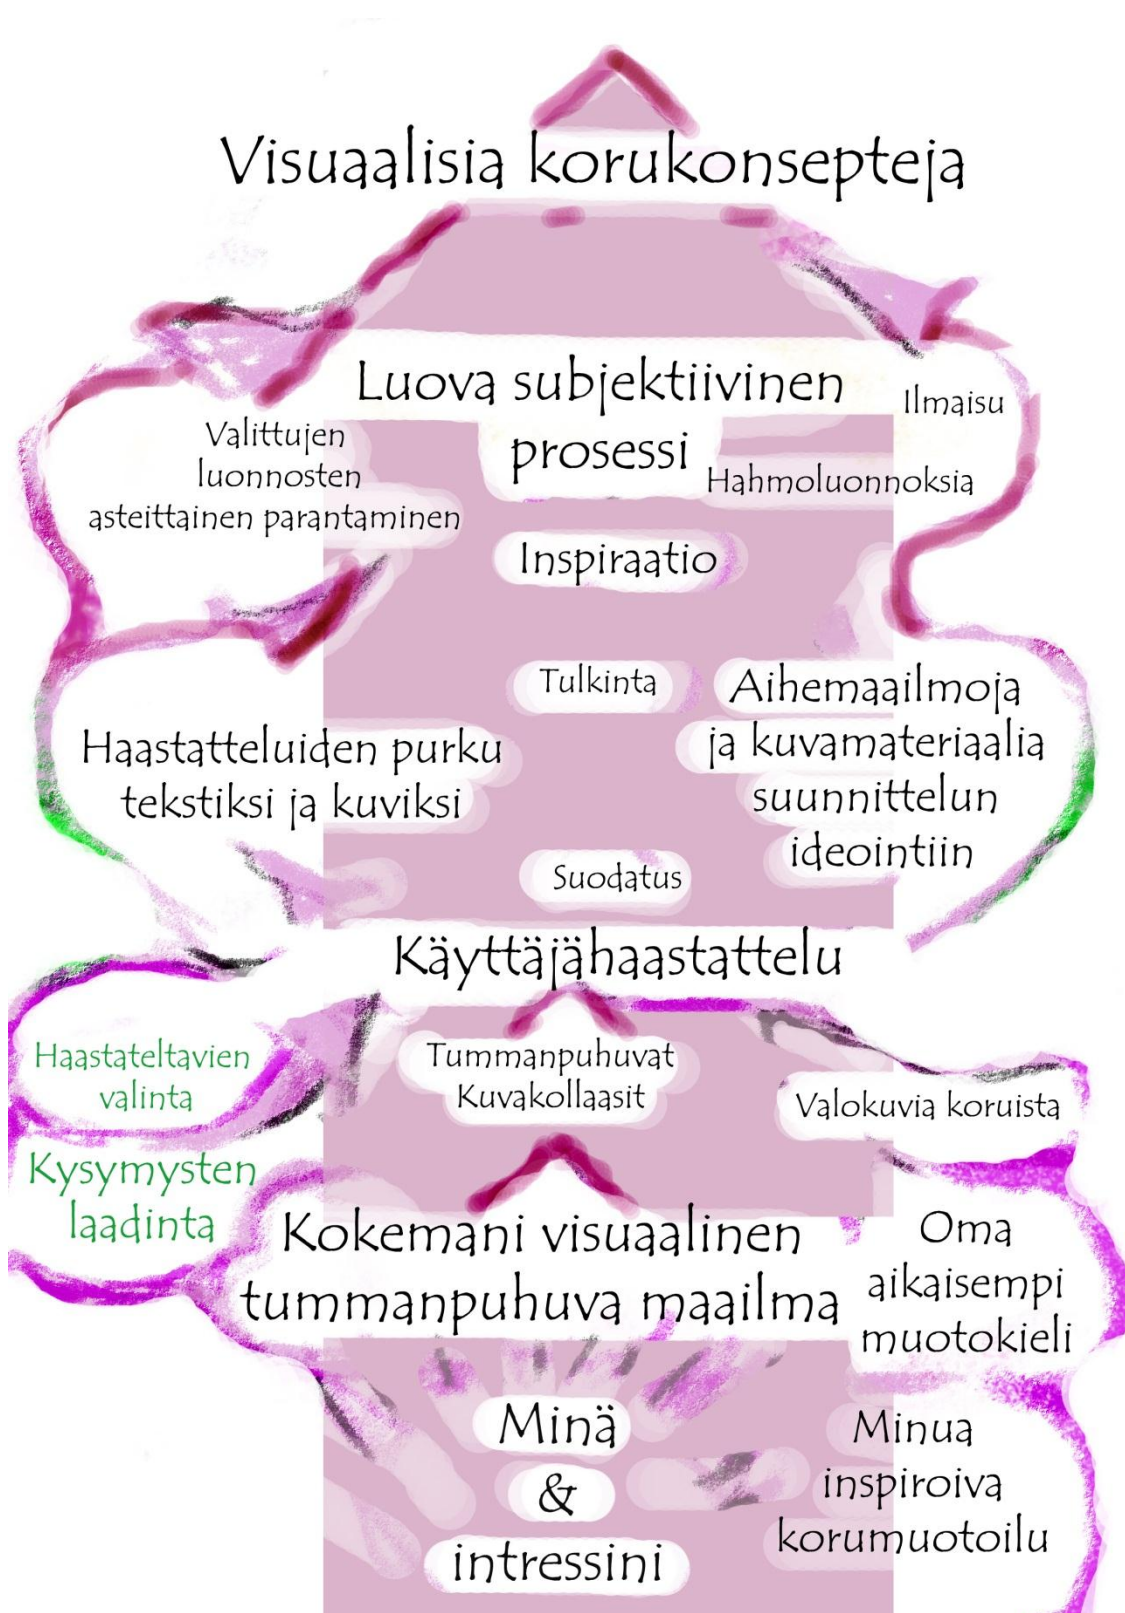 Visuaalisia korukonsepteja
Luova subjektiivinen
prosessi
Ilmaisu
Hahmoluonnoksia
Valittujen
luonnosten
asteittainen parantaminen
Inspiraatio
Tulkinta
Aihemaailmoja
ja kuvamateriaalia
suunnittelun
ideointiin
Haastatteluiden purku
tekstiksi ja kuviksi
Suodatus
Käyttäjähaastattelu
Haastateltavien
valinta
Tummanpuhuvat
Kuvakollaasit
Valokuvia koruista
Kysymysten
laadinta
Kokemani visuaalinen
tummanpuhuva maailma
Oma
aikaisempi
muotokieli
Minä
&
intressini
Minua
inspiroiva
korumuotoilu